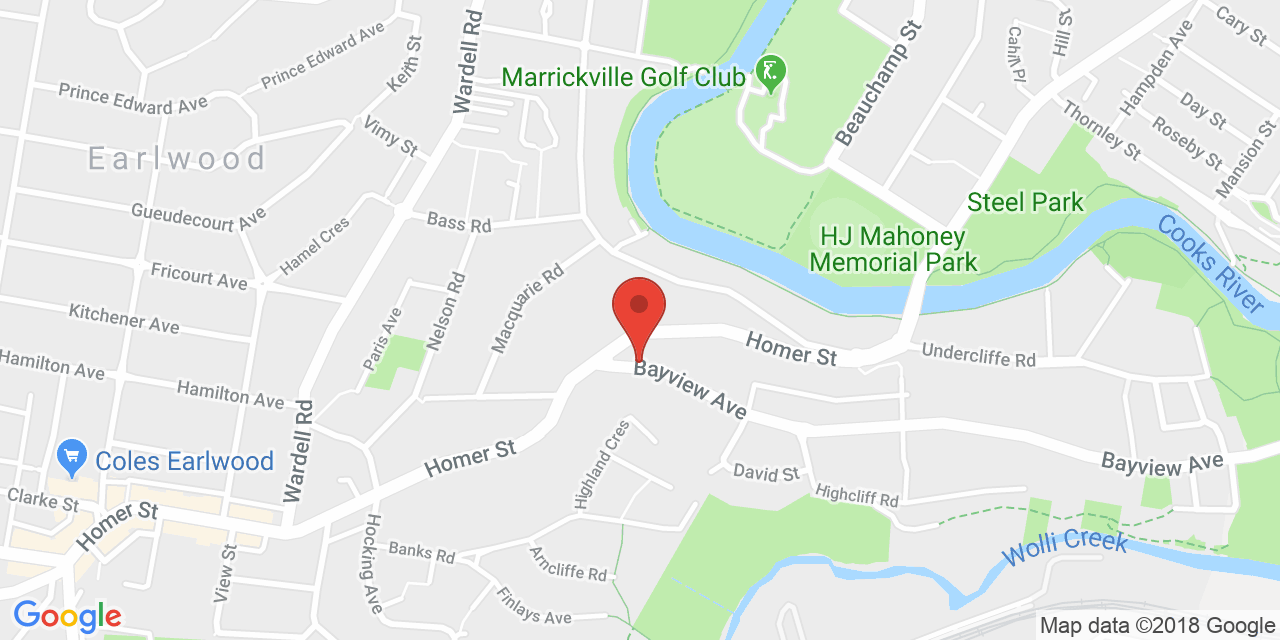 Prince Edward Ave
Keith St
Wardell Rd
Marrickville Golf Club
Beauchamp St
Cahill Pl
Hill St
Cary St
Hampden Ave
Prince Edward Ave
Vimy St
Earlwood
Day St
Roseby St
Thornley St
Mansion St
Gueudecourt Ave
Hamel Cres
Bass Rd
Steel Park
HJ Mahoney
Memorial Park
Cooks River
Fricourt Ave
Nelson Rd
Macquarie Rd
Kitchener Ave
Paris Ave
Homer St
Undercliffe Rd
Hamilton Ave
Hamilton Ave
Bayview Ave
Wardell Rd
Coles Earlwood
Homer St
Highland Cres
David St
Bayview Ave
Clarke St
Homer St
Highcliff Rd
Hocking Ave
Banks Rd
Arncliffe Rd
Wolli Creek
View St
Finlays Ave
Google
Map data ©2018 Google